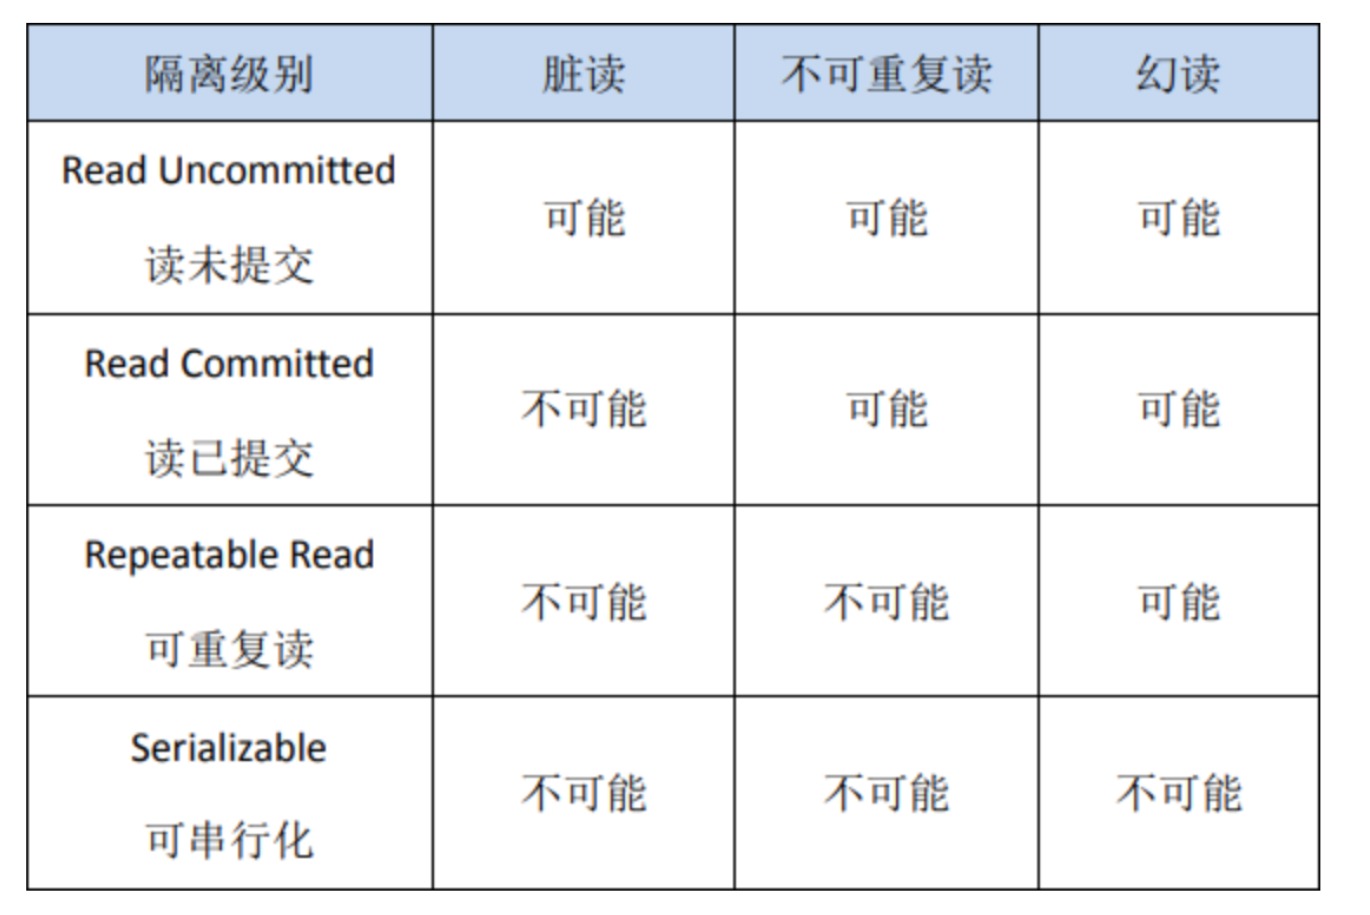 隔离级别 脏读 不可重复读 幻读
Read Uncommitted
读未提交 可能 可能 可能
Read Committed
读已提交 不可能 可能 可能
Repeatable Read
可重复读 不可能 不可能 可能
Serializable
可串行化 不可能 不可能 不可能